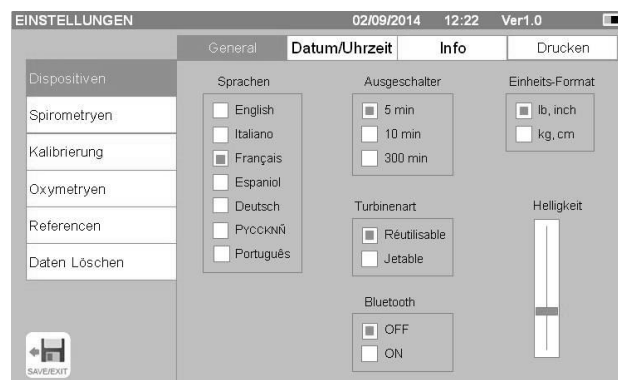 EINSTELLUNGEN 02/09/2014 12:22 Ver1.0
General Datum/Uhrzeit Info Drucken
Dispositiven
Spirometryen
Kalibrierung
Oxymetryen
Referencen
Daten Löschen
SAVE/EXIT
Sprachen
English
Italiano
Français
Espaniol
Deutsch
РУССКNЙ
Português
Ausgeschalter
5 min
10 min
300 min
Turbinenart
Réutilisable
Jetable
Bluetooth
OFF
ON
Einheits-Format
lb, inch
kg, cm
Helligkeit